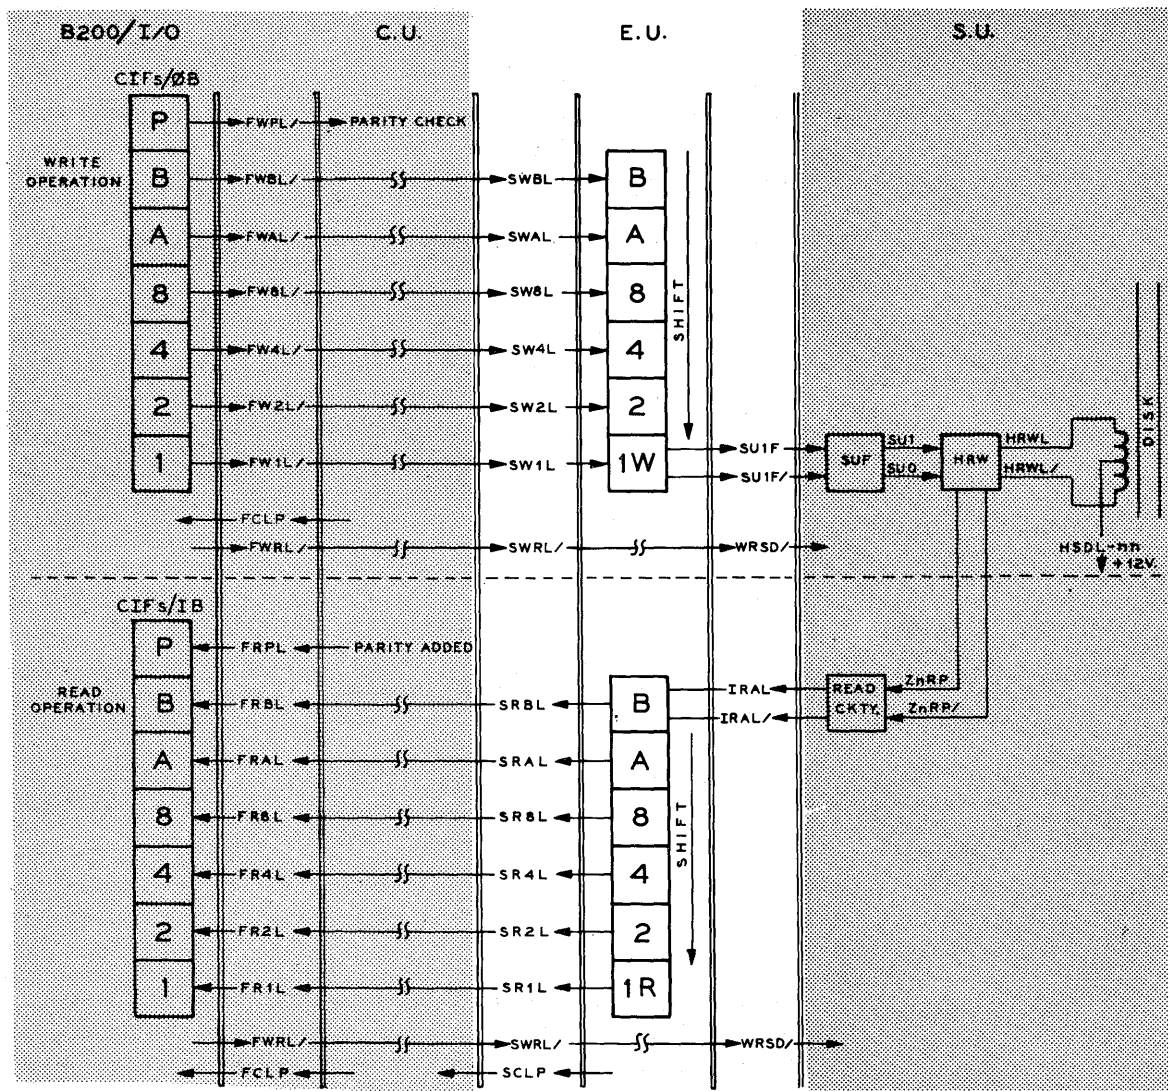 B200/I/O C.U. E.U. S.U.
CIFs/ØB
P FWPL/ PARITY CHECK
WRITE OPERATION
B FWBL/ SWBL B
A FWAL/ SWAL A
8 FW8L/ SW8L 8
SHIFT
4 FW4L/ SW4L 4
2 FW2L/ SW2L 2
1 FW1L/ SW1L 1W
SU1F SUF SU1 HRW HRWL
SU1F/ SU0 HRWL/
DISK
FCLP
FWRL/ SWRL/ WRSD/
HSDL-nn
+12V.
CIFs/IB
P FRPL PARITY ADDED
READ OPERATION
B FRBL SRBL B
IRAL READ CKTY. ZnRP
IRAL/ ZnRP/
A FRAL SRAL A
8 FR8L SR8L 8
SHIFT
4 FR4L SR4L 4
2 FR2L SR2L 2
1 FR1L SR1L 1R
FWRL/ SWRL/ WRSD/
FCLP SCLP